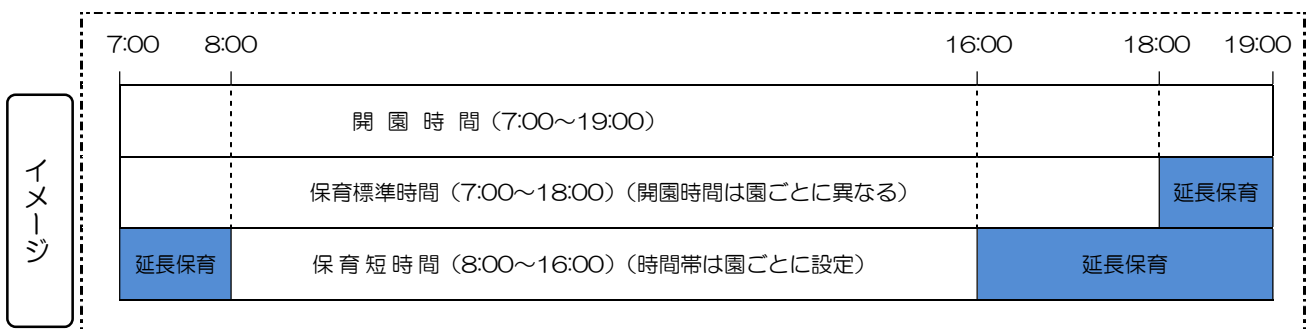 7:00 8:00 16:00 18:00 19:00
イメージ
開園時間(7:00~19:00)
保育標準時間(7:00~18:00)(開園時間は園ごとに異なる) 延長保育
延長保育 保育短時間(8:00~16:00)(時間帯は園ごとに設定) 延長保育